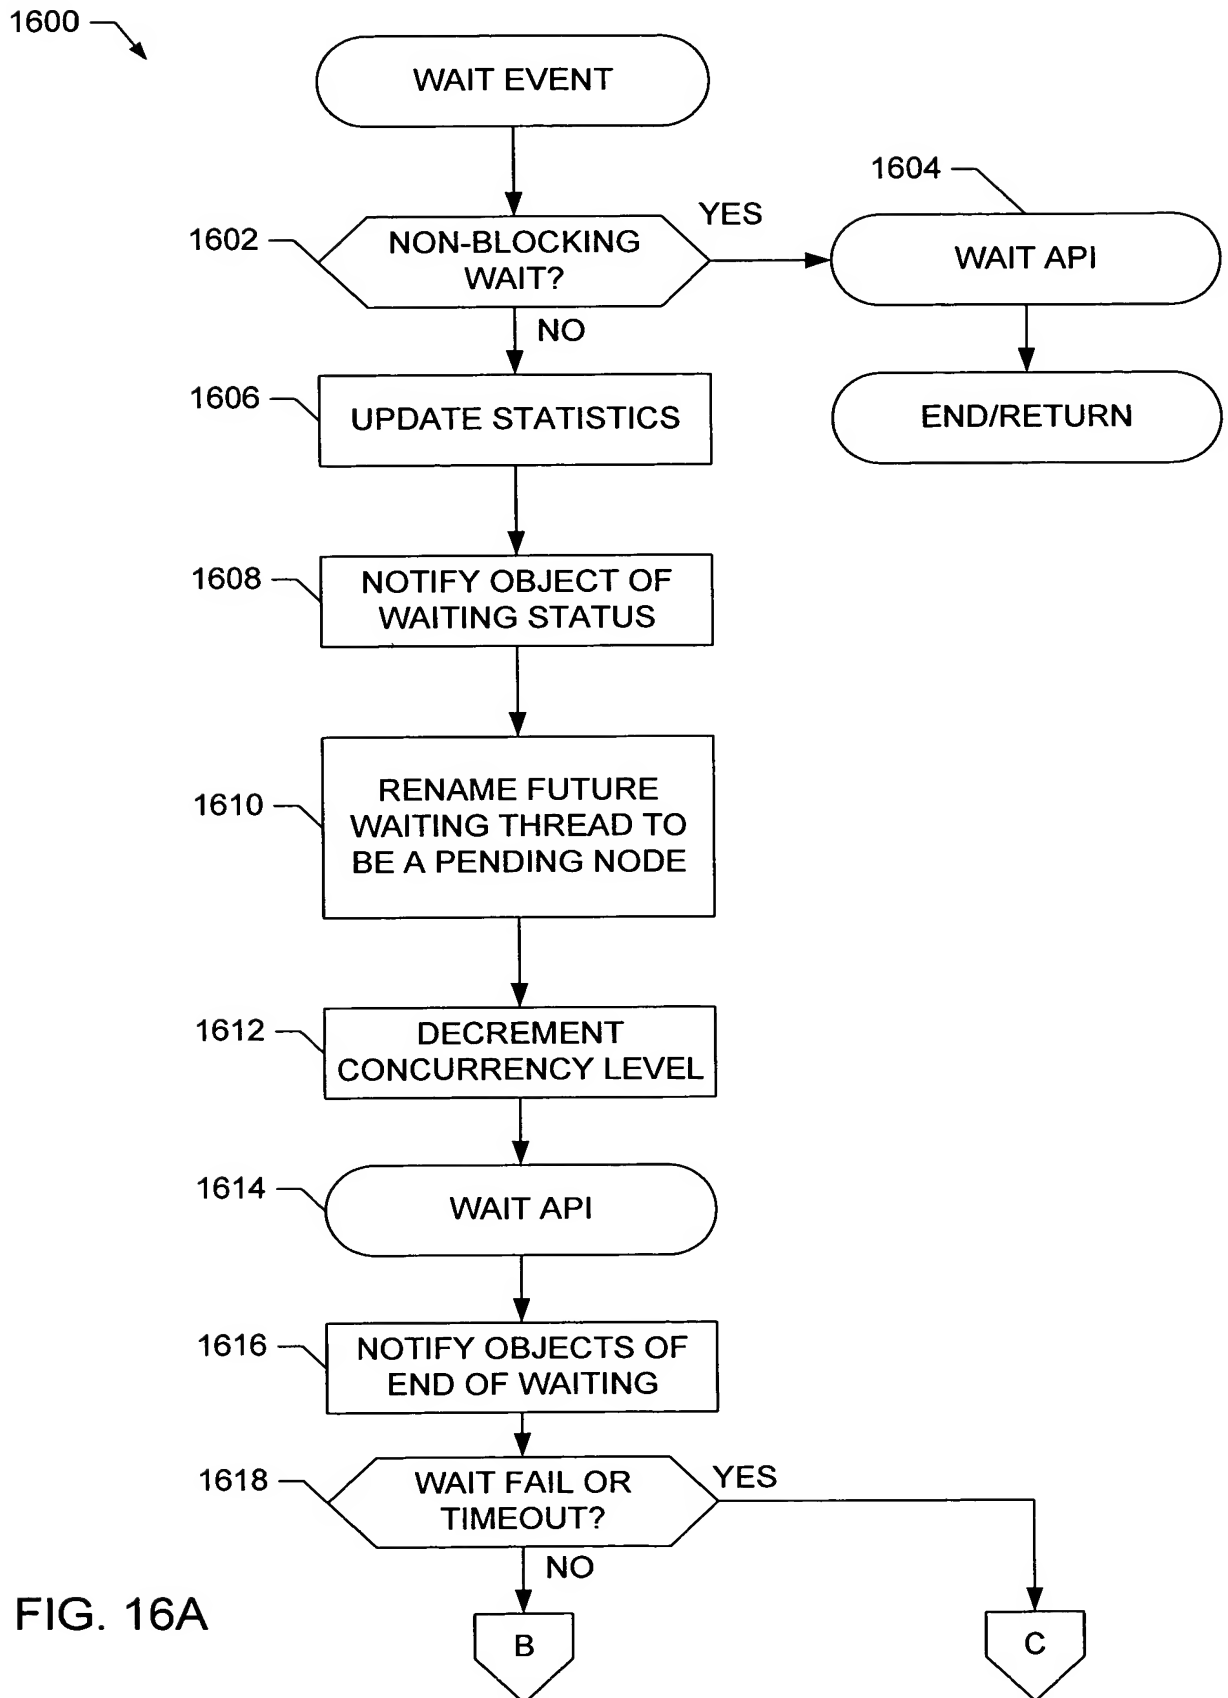 1600
WAIT EVENT
1604
YES
1602
NON-BLOCKING
WAIT?
WAIT API
NO
1606
UPDATE STATISTICS
END/RETURN
1608
NOTIFY OBJECT OF
WAITING STATUS
1610
RENAME FUTURE
WAITING THREAD TO
BE A PENDING NODE
1612
DECREMENT
CONCURRENCY LEVEL
1614
WAIT API
1616
NOTIFY OBJECTS OF
END OF WAITING
1618
WAIT FAIL OR
TIMEOUT?
YES
NO
FIG. 16A
B
C